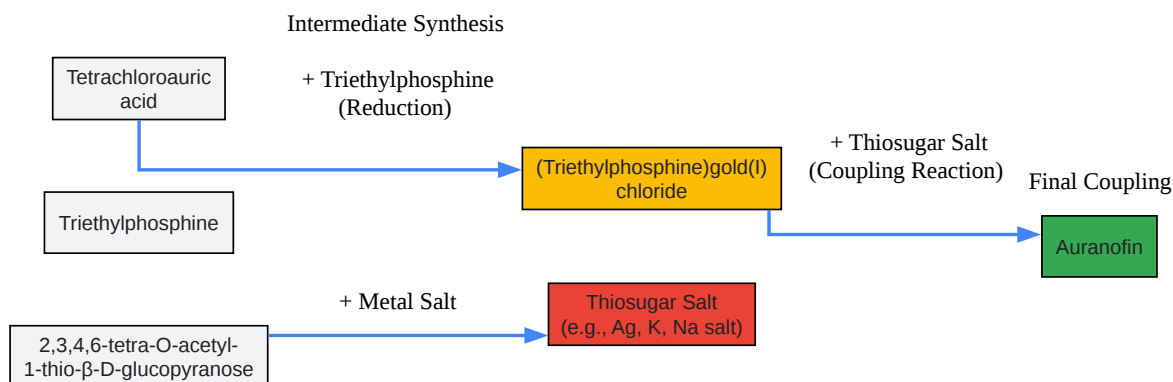 Intermediate Synthesis
Tetrachloroauric
acid
+ Triethylphosphine
(Reduction)
(Triethylphosphine)gold(I)
chloride
+ Thiosugar Salt
(Coupling Reaction)
Final Coupling
Triethylphosphine
Auranofin
+ Metal Salt
Thiosugar Salt
(e.g., Ag, K, Na salt)
2,3,4,6-tetra-O-acetyl-
1-thio-β-D-glucopyranose